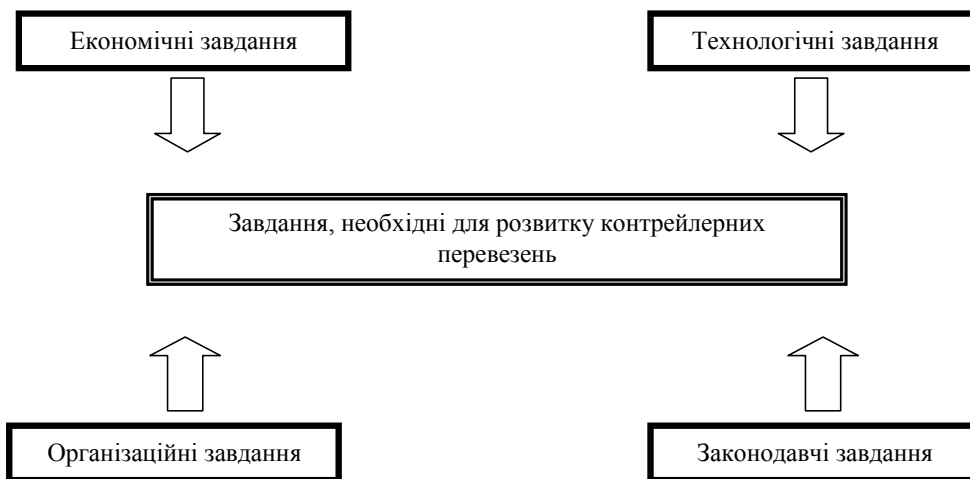 Економічні завдання
Технологічні завдання
Завдання, необхідні для розвитку контрейлерних
перевезень
Організаційні завдання
Законодавчі завдання